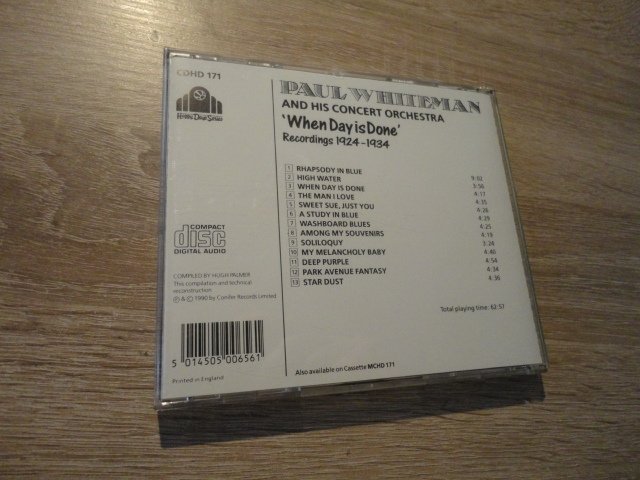 CDHD 171
Happy Days Series
PAUL WHITEMAN
AND HIS CONCERT ORCHESTRA
'When Day is Done'
Recordings 1924-1934
1 RHAPSODY IN BLUE 9:02
2 HIGH WATER 3:56
3 WHEN DAY IS DONE 4:17
4 THE MAN I LOVE 4:35
5 SWEET SUE, JUST YOU 4:26
6 A STUDY IN BLUE 4:29
7 WASHBOARD BLUES 4:25
8 AMONG MY SOUVENIRS 4:19
9 SOLILOQUY 3:24
10 MY MELANCHOLY BABY 4:40
11 DEEP PURPLE 4:54
12 PARK AVENUE FANTASY 4:34
13 STAR DUST 4:36
Total playing time: 62:57
COMPACT
disc
DIGITAL AUDIO
COMPILED BY HUGH PALMER
This compilation and technical
reconstruction
℗ & © 1990 by Conifer Records Limited
5 014505 006561
Printed in England
Also available on Cassette MCHD 171